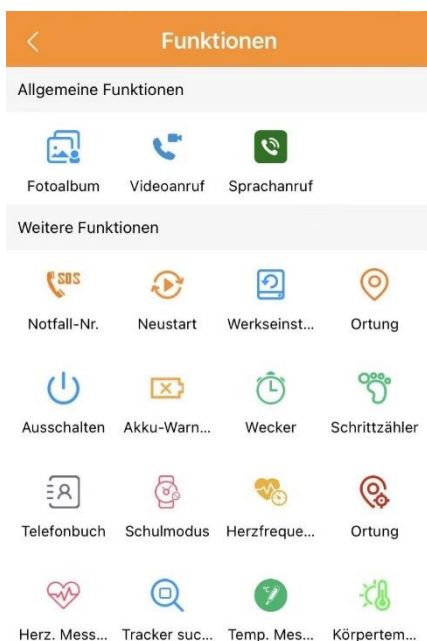 Funktionen
Allgemeine Funktionen
Fotoalbum Videoanruf Sprachanruf
Weitere Funktionen
SOS
Notfall-Nr. Neustart Werkseinst... Ortung
Ausschalten Akku-Warn... Wecker Schrittzähler
Telefonbuch Schulmodus Herzfreque... Ortung
Herz. Mess... Tracker suc... Temp. Mes... Körpertem...